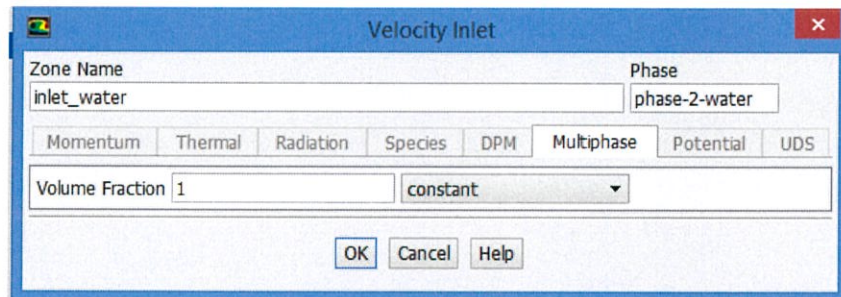 Velocity Inlet
Zone Name Phase
inlet_water phase-2-water
Momentum Thermal Radiation Species DPM Multiphase Potential UDS
Volume Fraction 1 constant
OK Cancel Help